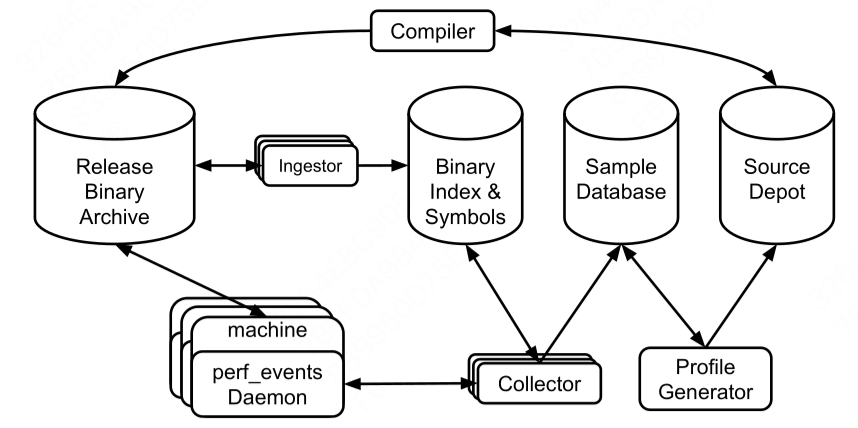 Compiler
Release
Binary
Archive
Ingestor
Binary
Index &
Symbols
Sample
Database
Source
Depot
machine
perf_events
Daemon
Collector
Profile
Generator